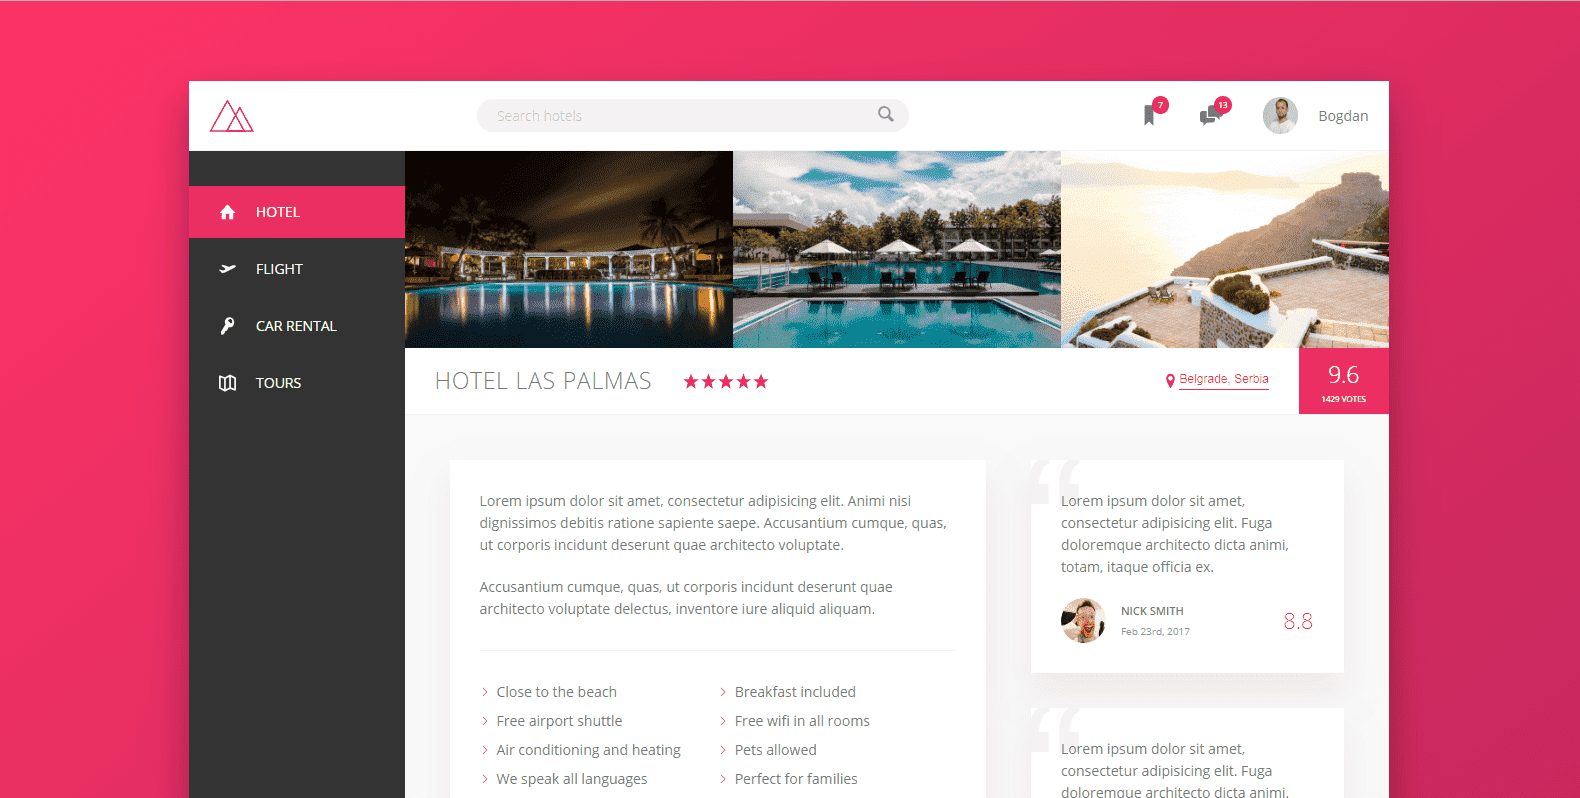 Search hotels
7
13
Bogdan
HOTEL
FLIGHT
CAR RENTAL
TOURS
HOTEL LAS PALMAS
Belgrade, Serbia
9.6
1429 VOTES
Lorem ipsum dolor sit amet, consectetur adipisicing elit. Animi nisi
dignissimos debitis ratione sapiente saepe. Accusantium cumque, quas,
ut corporis incidunt deserunt quae architecto voluptate.
Accusantium cumque, quas, ut corporis incidunt deserunt quae
architecto voluptate delectus, inventore iure aliquid aliquam.
Close to the beach
Free airport shuttle
Air conditioning and heating
We speak all languages
Breakfast included
Free wifi in all rooms
Pets allowed
Perfect for families
“
Lorem ipsum dolor sit amet,
consectetur adipisicing elit. Fuga
doloremque architecto dicta animi,
totam, itaque officia ex.
NICK SMITH
Feb 23rd, 2017
8.8
“
Lorem ipsum dolor sit amet,
consectetur adipisicing elit. Fuga
doloremque architecto dicta animi,